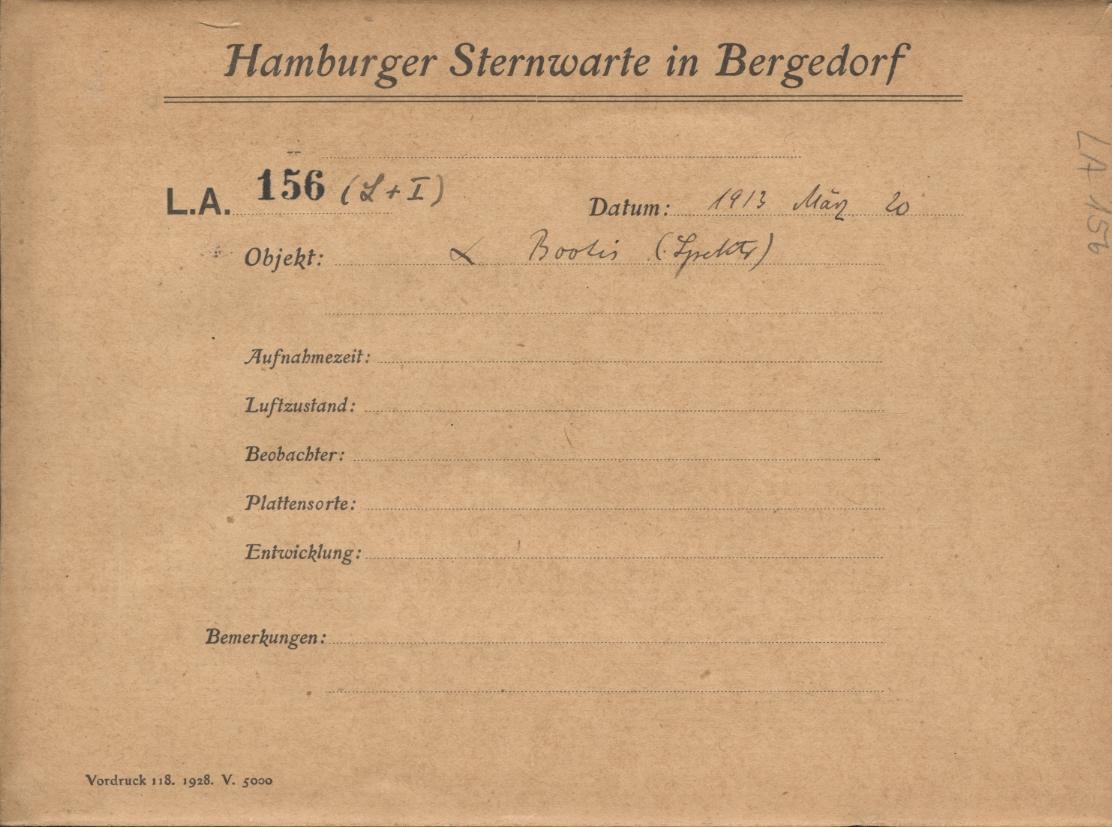 Hamburger Sternwarte in Bergedorf
L.A. 156 (L + I)
Datum: 1913 März 20
Objekt: α Bootis (Spektr)
Aufnahmezeit:
Luftzustand:
Beobachter:
Plattensorte:
Entwicklung:
Bemerkungen:
Vordruck 118. 1928. V. 5000
LA 156